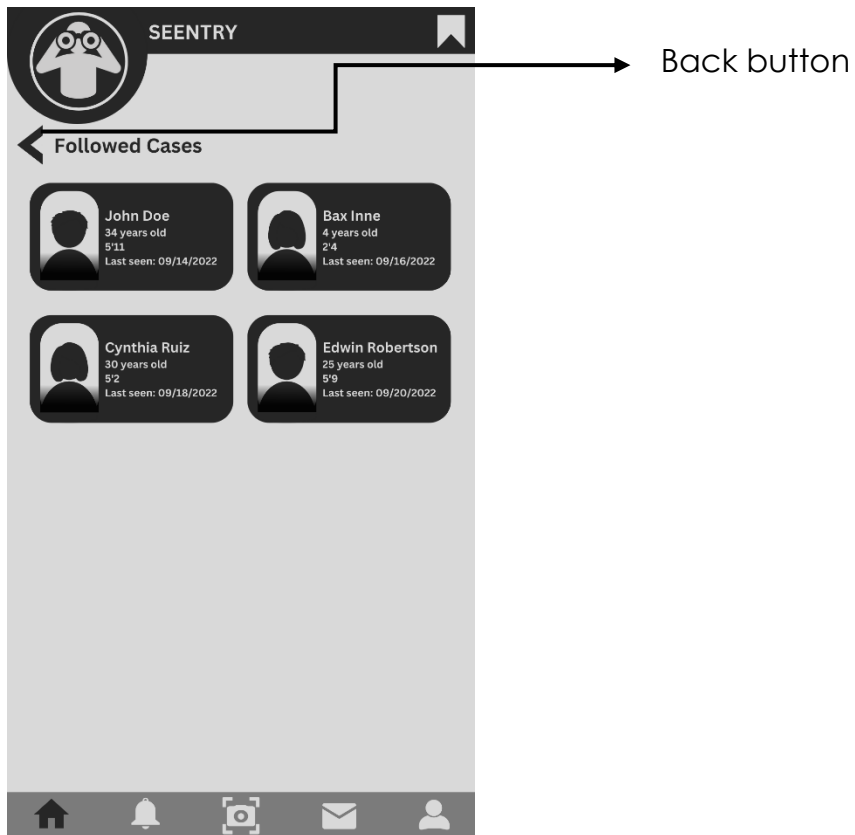 SEENTRY
Back button
Followed Cases
John Doe
34 years old
5'11
Last seen: 09/14/2022
Bax Inne
4 years old
2'4
Last seen: 09/16/2022
Cynthia Ruiz
30 years old
5'2
Last seen: 09/18/2022
Edwin Robertson
25 years old
5'9
Last seen: 09/20/2022